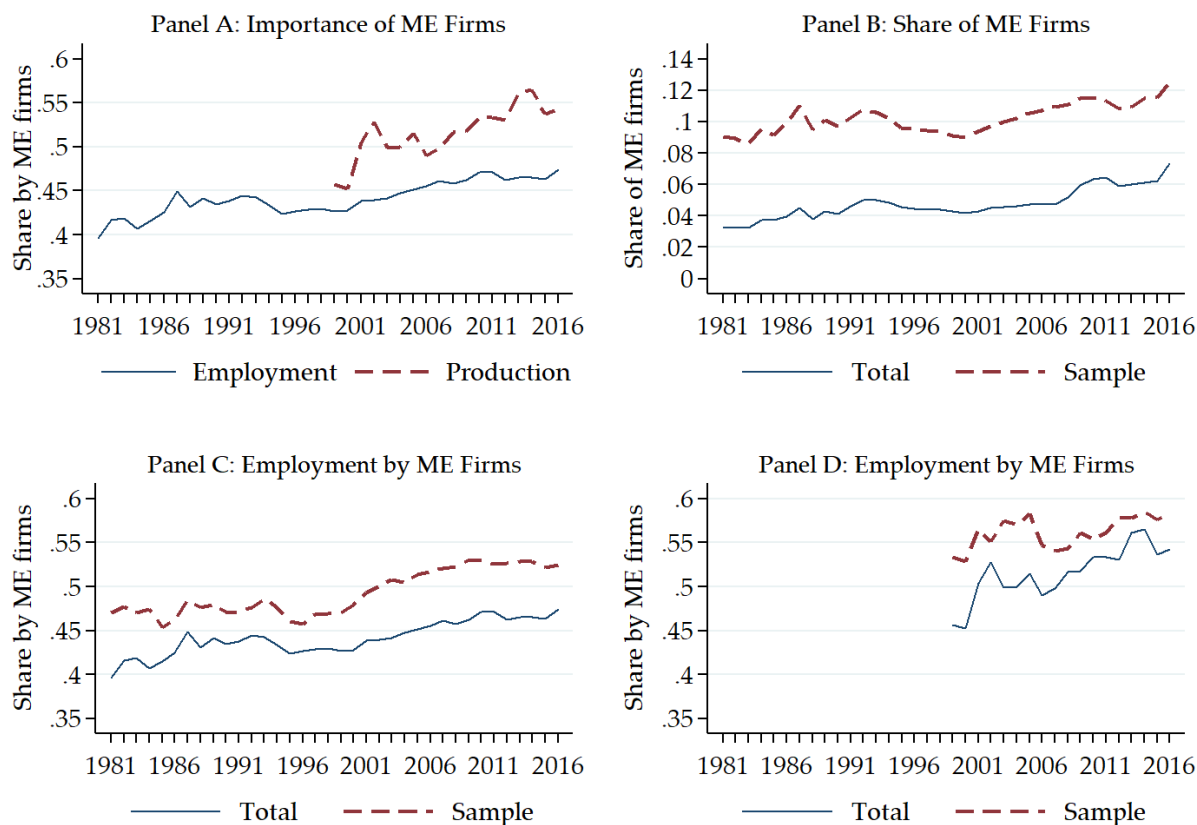 Panel A: Importance of ME Firms
Share by ME firms
.6
.55
.5
.45
.4
.35
1981 1986 1991 1996 2001 2006 2011 2016
Employment Production
Panel B: Share of ME Firms
Share of ME firms
.14
.12
.1
.08
.06
.04
.02
0
1981 1986 1991 1996 2001 2006 2011 2016
Total Sample
Panel C: Employment by ME Firms
Share by ME firms
.6
.55
.5
.45
.4
.35
1981 1986 1991 1996 2001 2006 2011 2016
Total Sample
Panel D: Employment by ME Firms
Share by ME firms
.6
.55
.5
.45
.4
.35
1981 1986 1991 1996 2001 2006 2011 2016
Total Sample